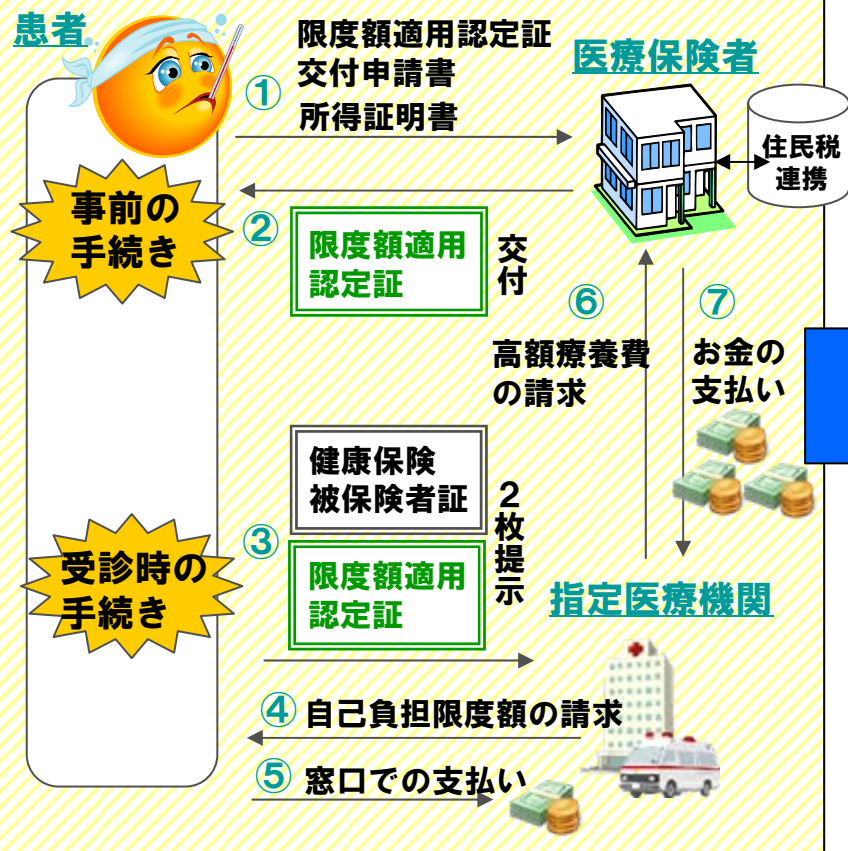 患者
①
限度額適用認定証
交付申請書
所得証明書
医療保険者
住民税
連携
事前の
手続き
②
限度額適用
認定証
交付
⑥
高額療養費
の請求
⑦
お金の
支払い
受診時の
手続き
③
健康保険
被保険者証
限度額適用
認定証
2枚提示
指定医療機関
④ 自己負担限度額の請求
⑤ 窓口での支払い